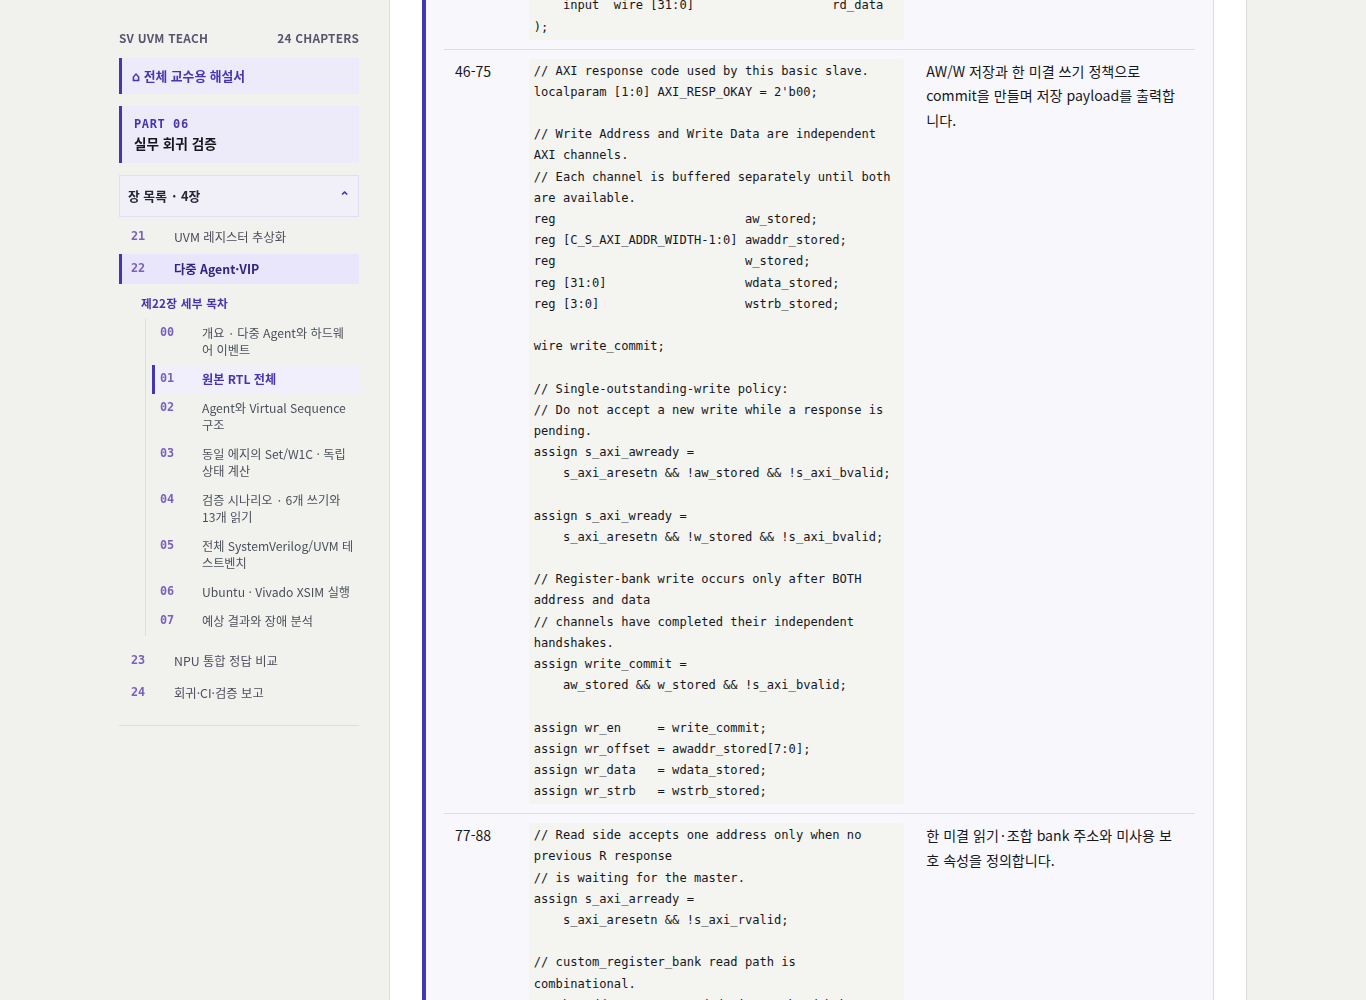 SV UVM TEACH
24 CHAPTERS
⌂ 전체 교수용 해설서
PART 06
실무 회귀 검증
장 목록 · 4장
21 UVM 레지스터 추상화
22 다중 Agent·VIP
제22장 세부 목차
00 개요 · 다중 Agent와 하드웨
어 이벤트
01 원본 RTL 전체
02 Agent와 Virtual Sequence
구조
03 동일 에지의 Set/W1C · 독립
상태 계산
04 검증 시나리오 · 6개 쓰기와
13개 읽기
05 전체 SystemVerilog/UVM 테
스트벤치
06 Ubuntu · Vivado XSIM 실행
07 예상 결과와 장애 분석
23 NPU 통합 정답 비교
24 회귀·CI·검증 보고
    input  wire [31:0]                   rd_data
);
46-75
// AXI response code used by this basic slave.
localparam [1:0] AXI_RESP_OKAY = 2'b00;
// Write Address and Write Data are independent
AXI channels.
// Each channel is buffered separately until both
are available.
reg                          aw_stored;
reg [C_S_AXI_ADDR_WIDTH-1:0] awaddr_stored;
reg                          w_stored;
reg [31:0]                   wdata_stored;
reg [3:0]                    wstrb_stored;
wire write_commit;
// Single-outstanding-write policy:
// Do not accept a new write while a response is
pending.
assign s_axi_awready =
    s_axi_aresetn && !aw_stored && !s_axi_bvalid;
assign s_axi_wready =
    s_axi_aresetn && !w_stored && !s_axi_bvalid;
// Register-bank write occurs only after BOTH
address and data
// channels have completed their independent
handshakes.
assign write_commit =
    aw_stored && w_stored && !s_axi_bvalid;
assign wr_en     = write_commit;
assign wr_offset = awaddr_stored[7:0];
assign wr_data   = wdata_stored;
assign wr_strb   = wstrb_stored;
AW/W 저장과 한 미결 쓰기 정책으로
commit을 만들며 저장 payload를 출력합
니다.
77-88
// Read side accepts one address only when no
previous R response
// is waiting for the master.
assign s_axi_arready =
    s_axi_aresetn && !s_axi_rvalid;
// custom_register_bank read path is
combinational.
한 미결 읽기·조합 bank 주소와 미사용 보
호 속성을 정의합니다.